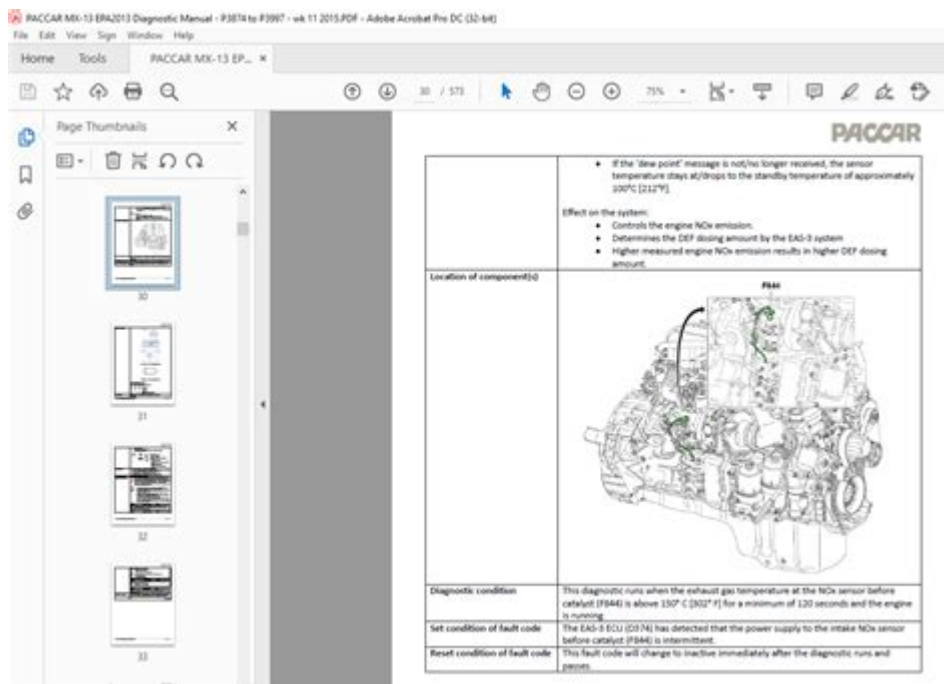 PACCAR MX-13 EPA2013 Diagnostic Manual - P3874 to P3997 - wk 11 2015.PDF - Adobe Acrobat Pro DC (32-bit)
File Edit View Sign Window Help
Home Tools PACCAR MX-13 EP... ×
30 / 573 75%
Page Thumbnails ×
30
31
32
33
PACCAR
• If the 'dew point' message is not/no longer received, the sensor
temperature stays at/drops to the standby temperature of approximately
100°C [212°F].
Effect on the system:
• Controls the engine NOx emission.
• Determines the DEF dosing amount by the EAS-3 system
• Higher measured engine NOx emission results in higher DEF dosing
amount.
Location of component(s)
F844
Diagnostic condition
This diagnostic runs when the exhaust gas temperature at the NOx sensor before
catalyst (F844) is above 150° C [302° F] for a minimum of 120 seconds and the engine
is running.
Set condition of fault code
The EAS-3 ECU (D374) has detected that the power supply to the intake NOx sensor
before catalyst (F844) is intermittent.
Reset condition of fault code
This fault code will change to inactive immediately after the diagnostic runs and
passes.